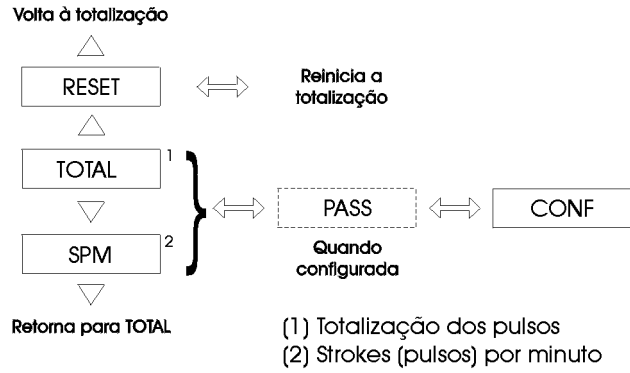 Volta à totalização
RESET
Reinicia a
totalização
TOTAL
1
SPM
2
PASS
CONF
Quando
configurada
Retorna para TOTAL
(1) Totalização dos pulsos
(2) Strokes (pulsos) por minuto